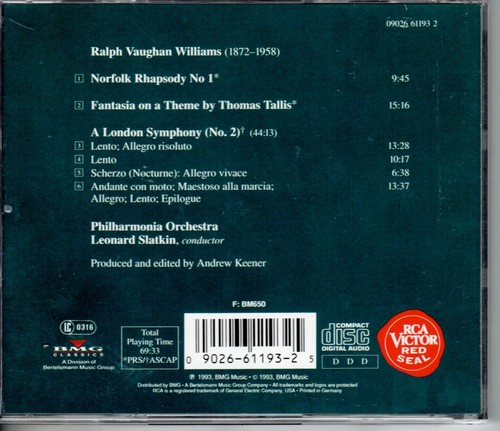 09026 61193 2
Ralph Vaughan Williams (1872–1958)
1 Norfolk Rhapsody No 1* 9:45
2 Fantasia on a Theme by Thomas Tallis* 15:16
A London Symphony (No. 2)† (44:13)
3 Lento; Allegro risoluto 13:28
4 Lento 10:17
5 Scherzo (Nocturne): Allegro vivace 6:38
6 Andante con moto; Maestoso alla marcia; 13:37
Allegro; Lento; Epilogue
Philharmonia Orchestra
Leonard Slatkin, conductor
Produced and edited by Andrew Keener
F: BM650
LC 0316
BMG
CLASSICS
A Division of
Bertelsmann Music Group
Total
Playing Time
69:33
*PRS/†ASCAP
0 9026-61193-2 5
COMPACT
disc
DIGITAL AUDIO
D D D
RCA
VICTOR
RED
SEAL
℗ 1993, BMG Music • © 1993, BMG Music
Distributed by BMG • A Bertelsmann Music Group Company • All trademarks and logos are protected
RCA is a registered trademark of General Electric Company, USA • Printed in Germany